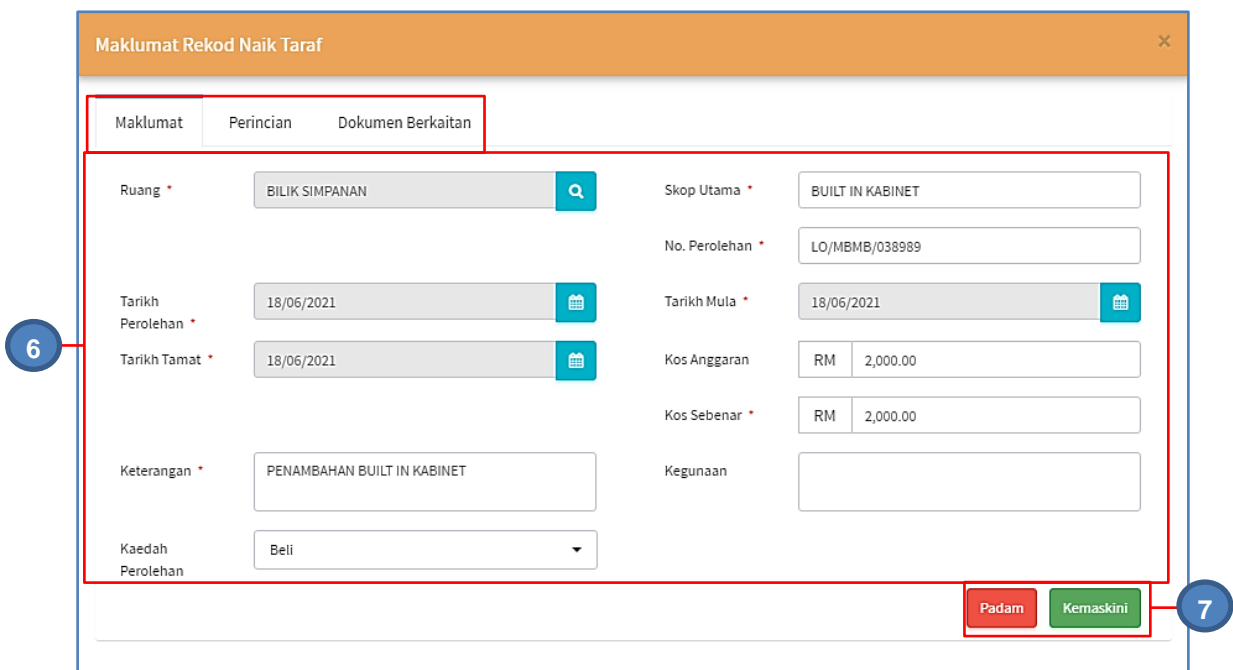 Maklumat Rekod Naik Taraf ×
Maklumat Perincian Dokumen Berkaitan
Ruang * BILIK SIMPANAN Skop Utama * BUILT IN KABINET
No. Perolehan * LO/MBMB/038989
Tarikh 18/06/2021 Tarikh Mula * 18/06/2021
Perolehan *
6
Tarikh Tamat * 18/06/2021 Kos Anggaran RM 2,000.00
Kos Sebenar * RM 2,000.00
Keterangan * PENAMBAHAN BUILT IN KABINET Kegunaan
Kaedah Beli
Perolehan
Padam Kemaskini 7